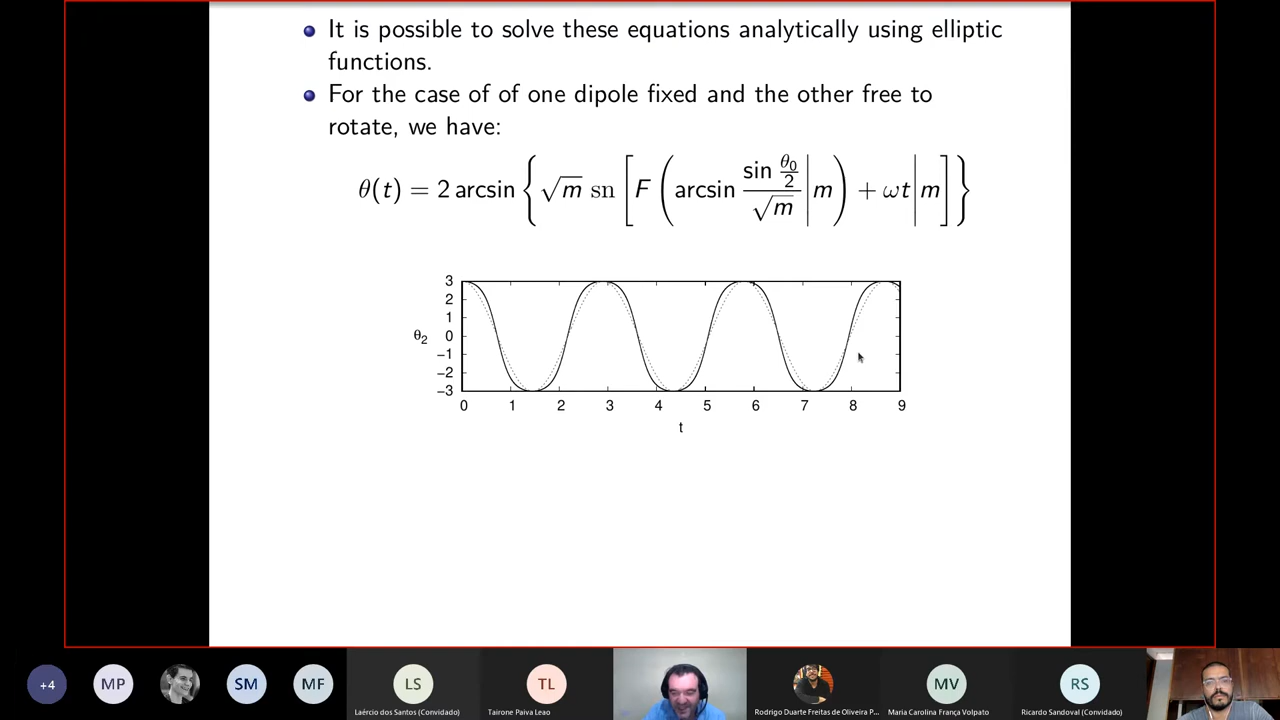 It is possible to solve these equations analytically using elliptic
functions.
For the case of of one dipole fixed and the other free to
rotate, we have:
θ(t) = 2 arcsin { √m sn [ F ( arcsin sin θ0/2 / √m | m ) + ωt | m ] }
3
2
1
θ2 0
−1
−2
−3
0 1 2 3 4 5 6 7 8 9
t
+4 MP SM MF LS TL MV RS
Laércio dos Santos (Convidado) Tairone Paiva Leao Rodrigo Duarte Freitas de Oliveira P... Maria Carolina França Volpato Ricardo Sandoval (Convidado)